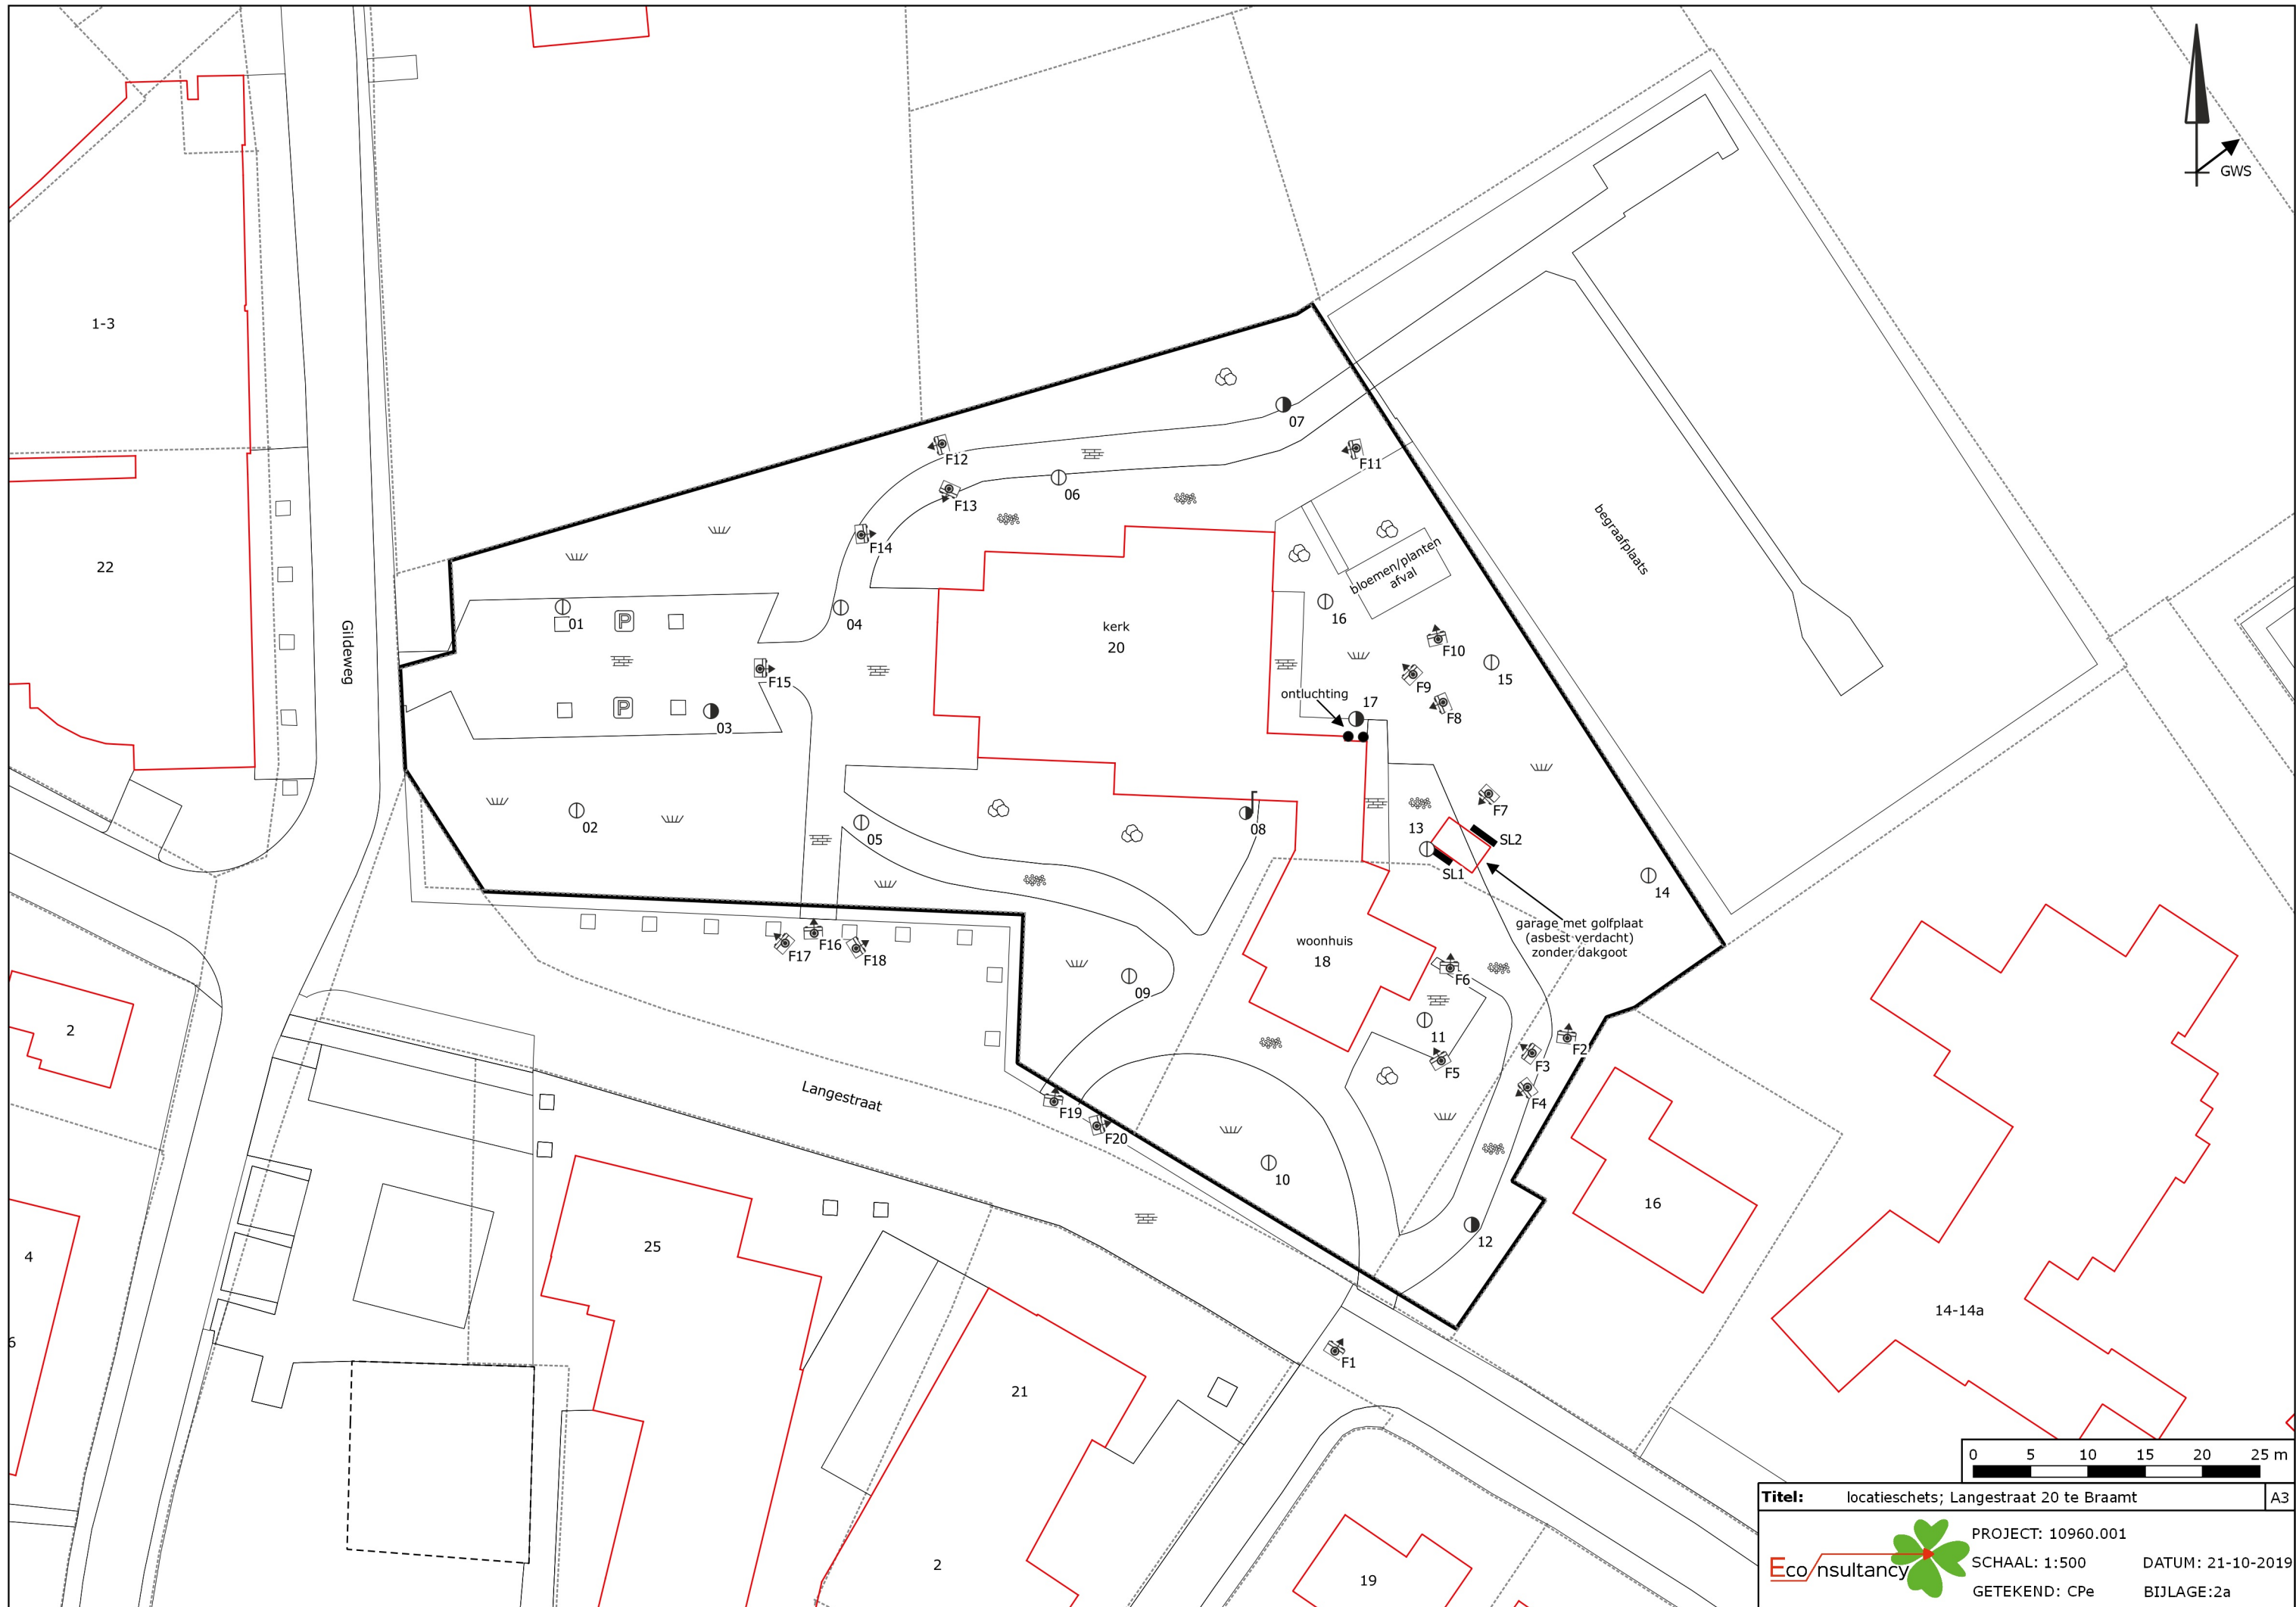 GWS
1-3
22
Gildeweg
begraafplaats
07
F12
F11
F13
06
F14
bloemen/planten
afval
01
P
04
kerk
20
16
F10
15
F15
F9
ontluchting
17
F8
P
03
02
05
08
F7
13
SL2
SL1
14
garage met golfplaat
(asbest verdacht)
zonder dakgoot
F16
F17
F18
woonhuis
18
F6
09
11
F2
F3
F5
F4
2
Langestraat
F19
F20
10
16
12
4
25
14-14a
6
F1
21
2
19
0 5 10 15 20 25 m
Titel: locatieschets; Langestraat 20 te Braamt A3
Econsultancy
PROJECT: 10960.001
SCHAAL: 1:500 DATUM: 21-10-2019
GETEKEND: CPe BIJLAGE:2a